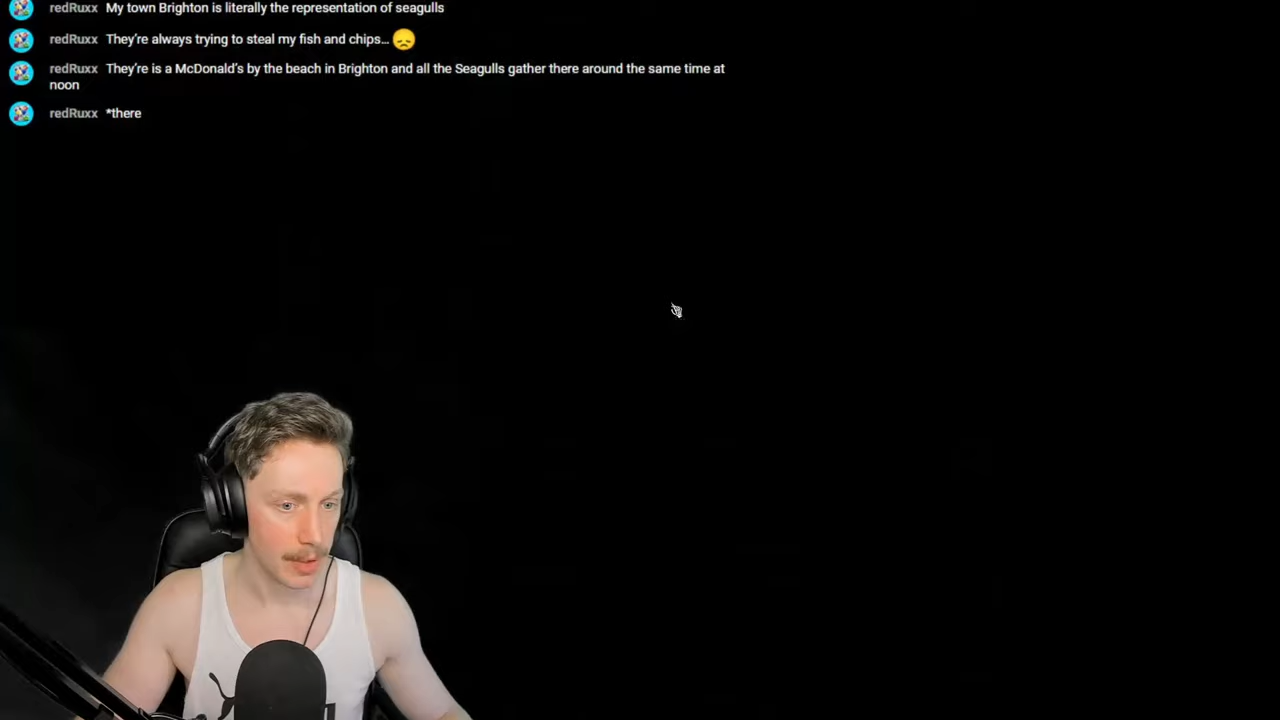 redRuxx My town Brighton is literally the representation of seagulls
redRuxx They're always trying to steal my fish and chips... 😞
redRuxx They're is a McDonald's by the beach in Brighton and all the Seagulls gather there around the same time at
noon
redRuxx *there